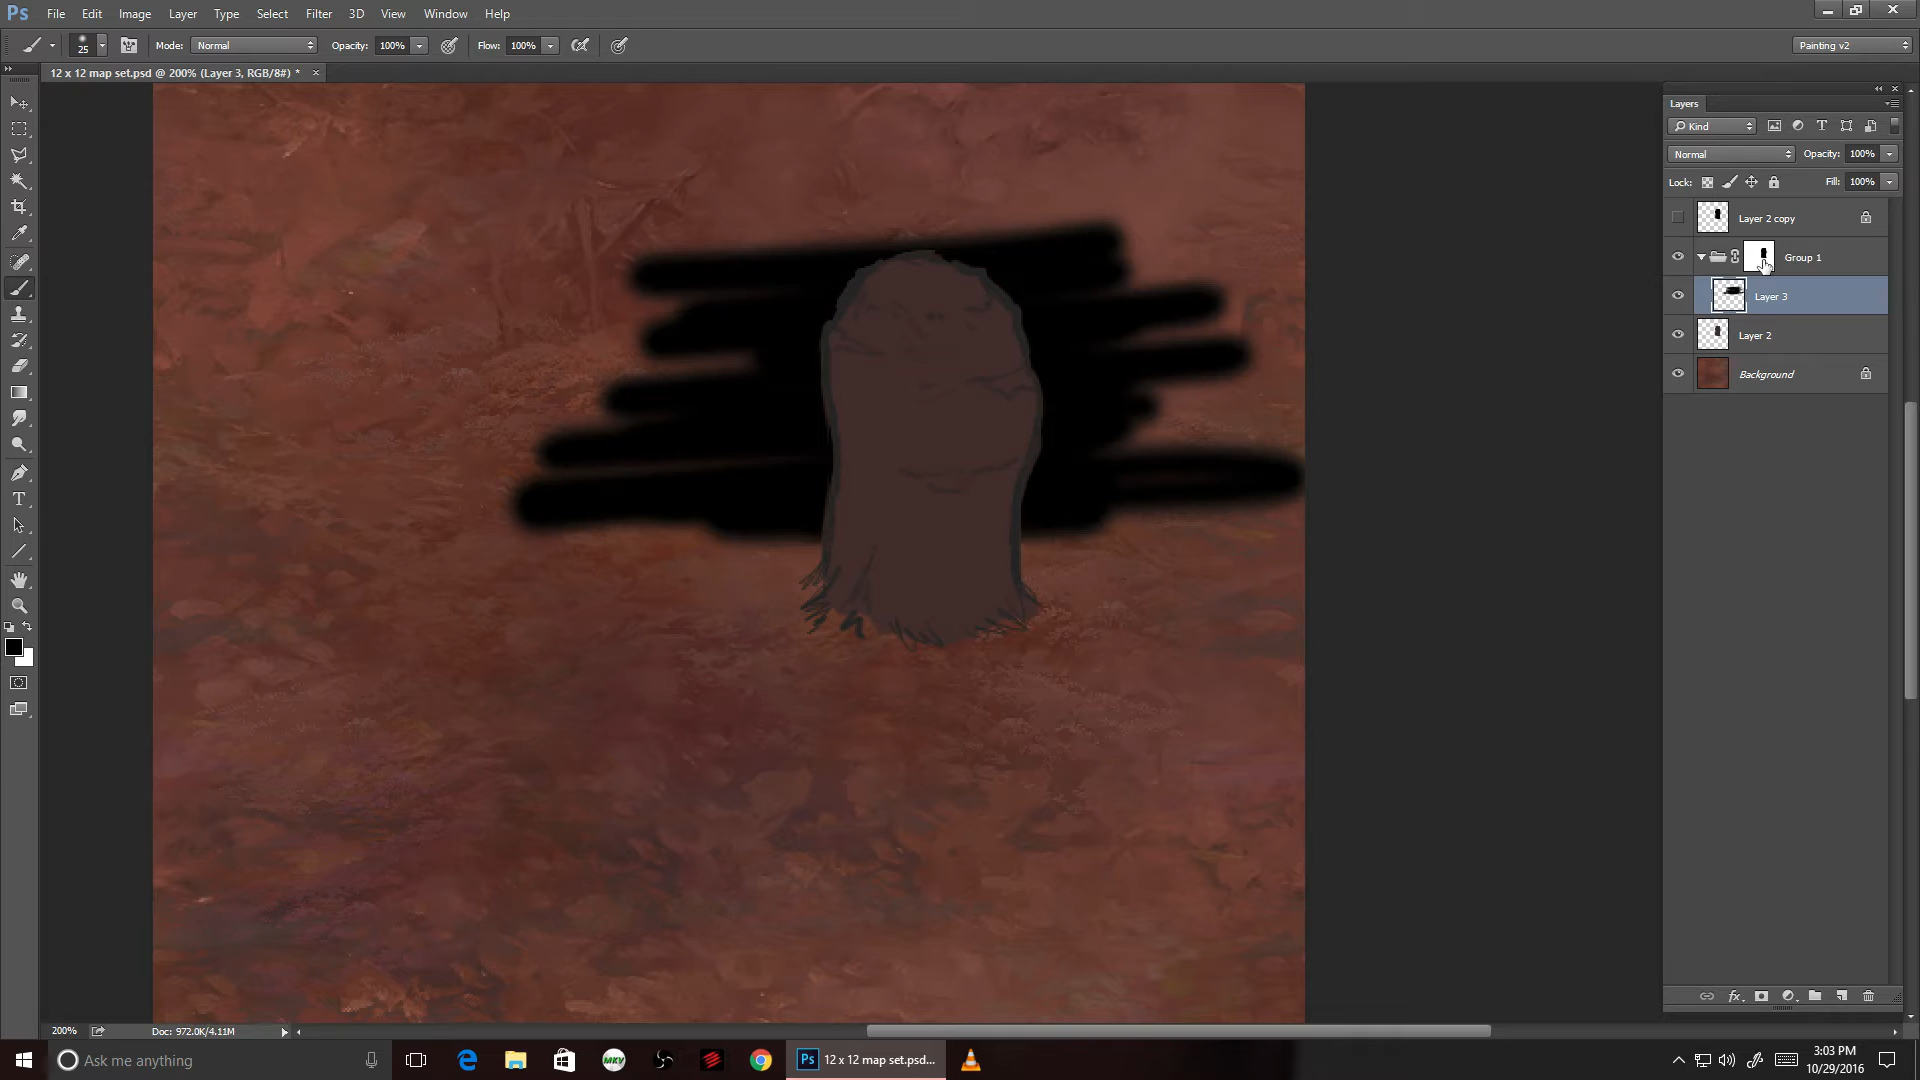 Ps File Edit Image Layer Type Select Filter 3D View Window Help
25 Mode: Normal Opacity: 100% Flow: 100% Painting v2
12 x 12 map set.psd @ 200% (Layer 3, RGB/8#) * ×
Layers
Kind
Normal Opacity: 100%
Lock: Fill: 100%
Layer 2 copy
Group 1
Layer 3
Layer 2
Background
fx
200% Doc: 972.0K/4.11M
Ask me anything MKV Ps 12 x 12 map set.psd...
3:03 PM
10/29/2016